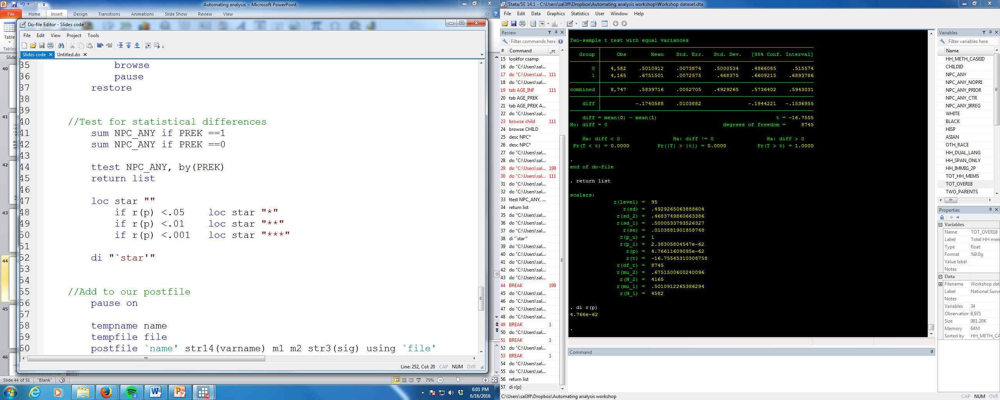 Automating analysis - Microsoft PowerPoint
File Home Insert Design Transitions Animations Slide Show Review View
Table
Tables
Slide
40
41
42
43
44
45
46
Do-file Editor - Slides code
File Edit View Project Tools
Slides code Untitled.do
35 browse
36 pause
37 restore
38
39
40 //Test for statistical differences
41 sum NPC_ANY if PREK ==1
42 sum NPC_ANY if PREK ==0
43
44 ttest NPC_ANY, by(PREK)
45 return list
46
47 loc star ""
48 if r(p) <.05 loc star "*"
49 if r(p) <.01 loc star "**"
50 if r(p) <.001 loc star "***"
51
52 di "`star'"
53
54
55 //Add to our postfile
56 pause on
57
58 tempname name
59 tempfile file
60 postfile `name' str14(varname) m1 m2 str3(sig) using `file'
Line: 252, Col: 20 CAP NUM OVR
Slide 44 of 51 "Blank" 75%
6:01 PM
6/16/2016
Stata/SE 14.1 - C:\Users\sal3ff\Dropbox\Automating analysis workshop\Workshop dataset.dta
File Edit Data Graphics Statistics User Window Help
Review
Filter commands here
# Command _rc
15 lookfor csamp
16 do "C:\Users\sal...
17 do "C:\Users\sal... 111
18 do "C:\Users\sal...
19 tab AGE_INF 111
20 tab AGE_PREK
21 tab AGE_PREK A...
22 do "C:\Users\sal...
23 browse child 111
24 browse CHILD
25 desc NPC*
26 desc NPC*
27 do "C:\Users\sal...
28 do "C:\Users\sal...
29 do "C:\Users\sal... 199
30 do "C:\Users\sal... 111
31 do "C:\Users\sal...
32 do "C:\Users\sal...
33 ttest NPC_ANY, ...
34 return list
35 do "C:\Users\sal...
36 do "C:\Users\sal...
37 do "C:\Users\sal...
38 di "`star'"
39 do "C:\Users\sal...
40 do "C:\Users\sal...
41 do "C:\Users\sal...
42 do "C:\Users\sal...
43 do "C:\Users\sal...
44 BREAK 199
45 do "C:\Users\sal...
46 do "C:\Users\sal...
47 do "C:\Users\sal...
48 do "C:\Users\sal...
49 BREAK 1
50 do "C:\Users\sal...
51 BREAK 1
52 do "C:\Users\sal...
53 BREAK 1
54 do "C:\Users\sal...
55 do "C:\Users\sal...
56 return list
57 di r(p)
Two-sample t test with equal variances
Group Obs Mean Std. Err. Std. Dev. [95% Conf. Interval]
0 4,582 .5010912 .0073874 .5000534 .4866085 .515574
1 4,165 .6751501 .0072575 .468375 .6609215 .6893786
combined 8,747 .5839716 .0052705 .4929265 .5736402 .5943031
diff -.1740588 .0103882 -.1944221 -.1536955
diff = mean(0) - mean(1) t = -16.7555
Ho: diff = 0 degrees of freedom = 8745
Ha: diff < 0 Ha: diff != 0 Ha: diff > 0
Pr(T < t) = 0.0000 Pr(|T| > |t|) = 0.0000 Pr(T > t) = 1.0000
.
end of do-file
. return list
scalars:
r(level) = 95
r(sd) = .4929265063888604
r(sd_2) = .4683749860663386
r(sd_1) = .5000533793526327
r(se) = .0103881901858748
r(p_u) = 1
r(p_l) = 2.38305804547e-62
r(p) = 4.76611609095e-62
r(t) = -16.75545310308758
r(df_t) = 8745
r(mu_2) = .6751500600240096
r(N_2) = 4165
r(mu_1) = .5010912265386294
r(N_1) = 4582
. di r(p)
4.766e-62
.
Command
Variables
Filter variables here
Name
HH_METH_CASEID
CHILDID
NPC_ANY
NPC_ANY_NOPRI
NPC_ANY_PRIOR
NPC_ANY_CTR
NPC_ANY_IRREG
WHITE
BLACK
HISP
ASIAN
OTH_RACE
HH_DUAL_LANG
HH_SPAN_ONLY
HH_IMMIG_2P
TOT_HH_MEMS
TOT_OVER18
TWO_PARENTS
Properties
Variables
Name TOT_OVER18
Label Total HH mem
Type float
Format %9.0g
Value label
Notes
Data
Filename Workshop dat
Label National Surve
Notes
Variables 34
Observation 8,971
Size 981.20K
Memory 64M
Sorted by HH_METH_CA
C:\Users\sal3ff\Dropbox\Automating analysis workshop
CAP NUM OVR